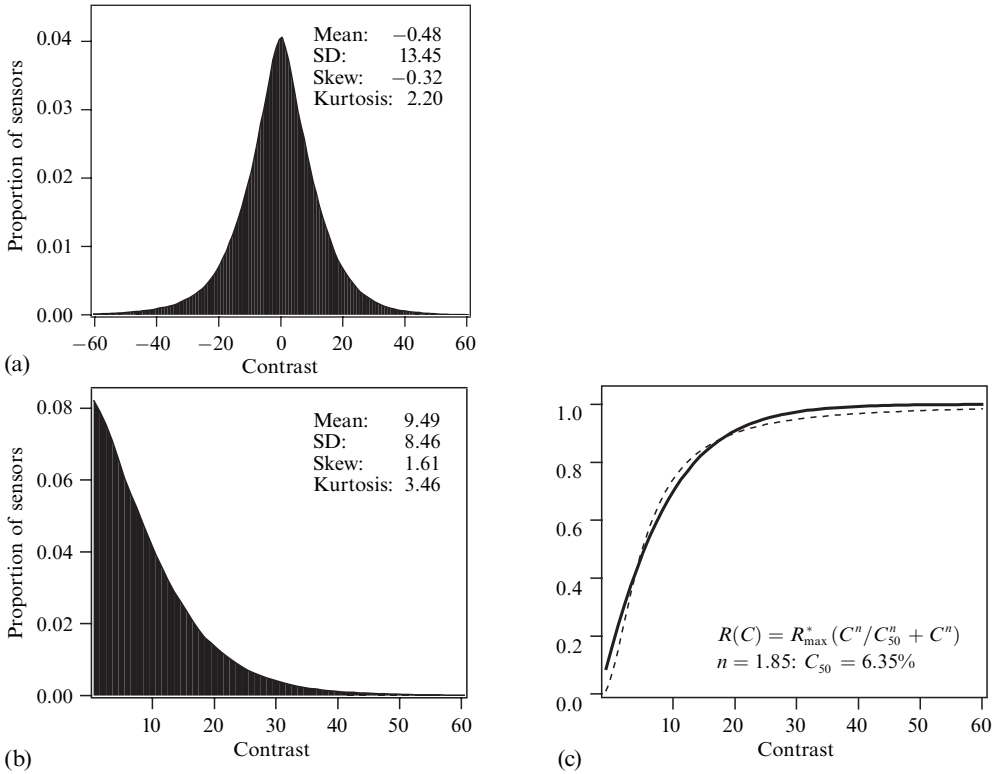 Proportion of sensors
0.04
0.03
0.02
0.01
0.00
Mean: −0.48
SD: 13.45
Skew: −0.32
Kurtosis: 2.20
−60 −40 −20 0 20 40 60
(a)
Contrast
Proportion of sensors
0.08
0.06
0.04
0.02
0.00
Mean: 9.49
SD: 8.46
Skew: 1.61
Kurtosis: 3.46
10 20 30 40 50 60
(b)
Contrast
1.0
0.8
0.6
0.4
0.2
0.0
R(C) = R*max (Cⁿ/Cⁿ50 + Cⁿ)
n = 1.85: C50 = 6.35%
10 20 30 40 50 60
(c)
Contrast